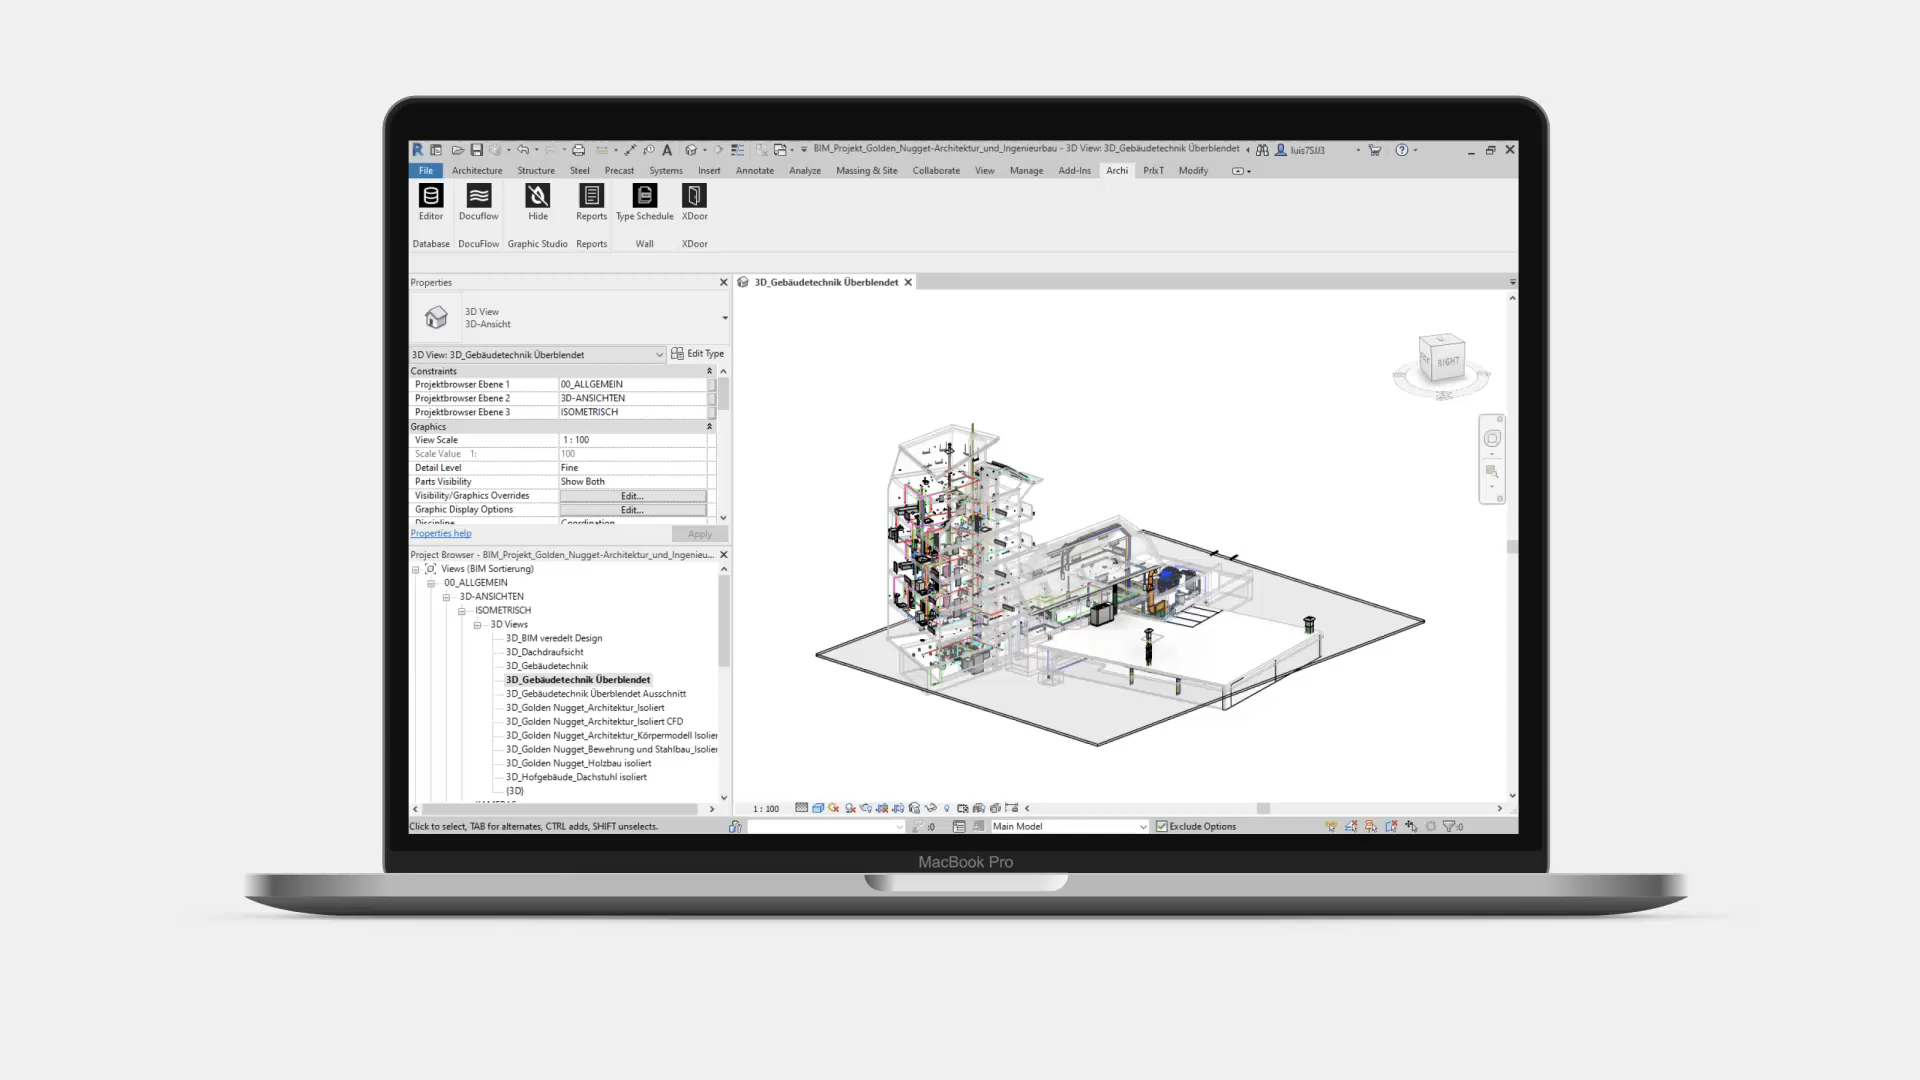 BIM_Projekt_Golden_Nugget-Architektur_und_Ingenieurbau - 3D View: 3D_Gebäudetechnik Überblendet
luis7SJJ3
File Architecture Structure Steel Precast Systems Insert Annotate Analyze Massing & Site Collaborate View Manage Add-Ins Archi PrixT Modify
Editor Docuflow Hide Reports Type Schedule XDoor
Database DocuFlow Graphic Studio Reports Wall XDoor
Properties
3D_Gebäudetechnik Überblendet
3D View
3D-Ansicht
3D View: 3D_Gebäudetechnik Überblendet
Edit Type
Constraints
Projektbrowser Ebene 1 00_ALLGEMEIN
Projektbrowser Ebene 2 3D-ANSICHTEN
Projektbrowser Ebene 3 ISOMETRISCH
Graphics
View Scale 1 : 100
Scale Value 1: 100
Detail Level Fine
Parts Visibility Show Both
Visibility/Graphics Overrides Edit...
Graphic Display Options Edit...
Discipline Coordination
Properties help
Apply
Project Browser - BIM_Projekt_Golden_Nugget-Architektur_und_Ingenieu...
Views (BIM Sortierung)
00_ALLGEMEIN
3D-ANSICHTEN
ISOMETRISCH
3D Views
3D_BIM veredelt Design
3D_Dachdraufsicht
3D_Gebäudetechnik
3D_Gebäudetechnik Überblendet
3D_Gebäudetechnik Überblendet Ausschnitt
3D_Golden Nugget_Architektur_Isoliert
3D_Golden Nugget_Architektur_Isoliert CFD
3D_Golden Nugget_Architektur_Körpermodell Isolier
3D_Golden Nugget_Bewehrung und Stahlbau_Isolier
3D_Golden Nugget_Holzbau isoliert
3D_Hofgebäude_Dachstuhl isoliert
{3D}
RIGHT
1 : 100
Click to select, TAB for alternates, CTRL adds, SHIFT unselects.
:0
Main Model
Exclude Options
:0
MacBook Pro